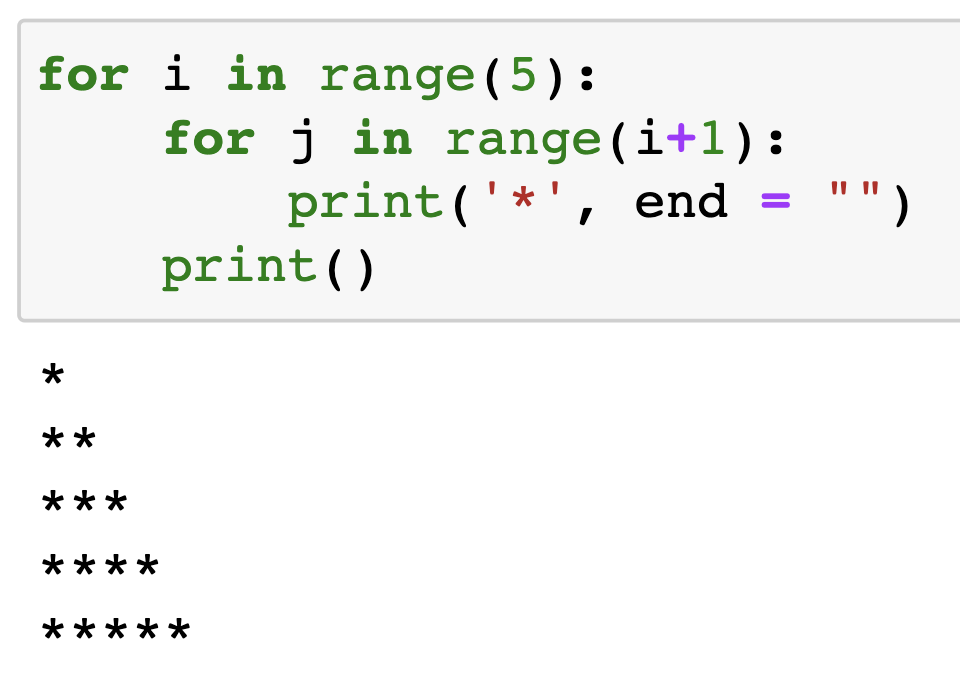 for i in range(5):
    for j in range(i+1):
        print('*', end = "")
    print()
*
**
***
****
*****